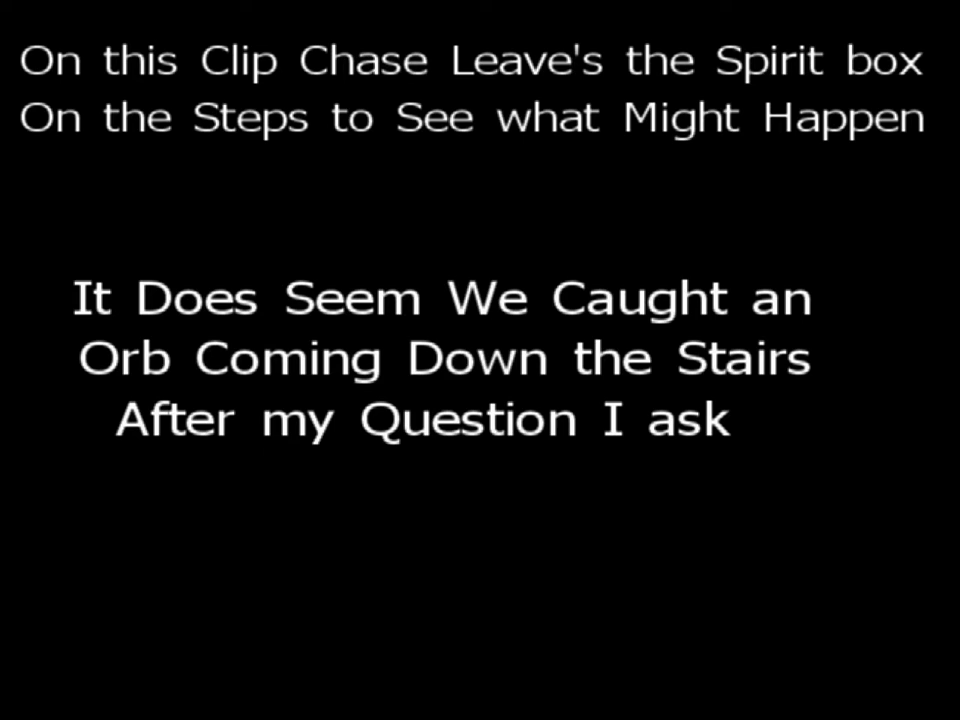 On this Clip Chase Leave's the Spirit box
On the Steps to See what Might Happen
It Does Seem We Caught an
Orb Coming Down the Stairs
After my Question I ask